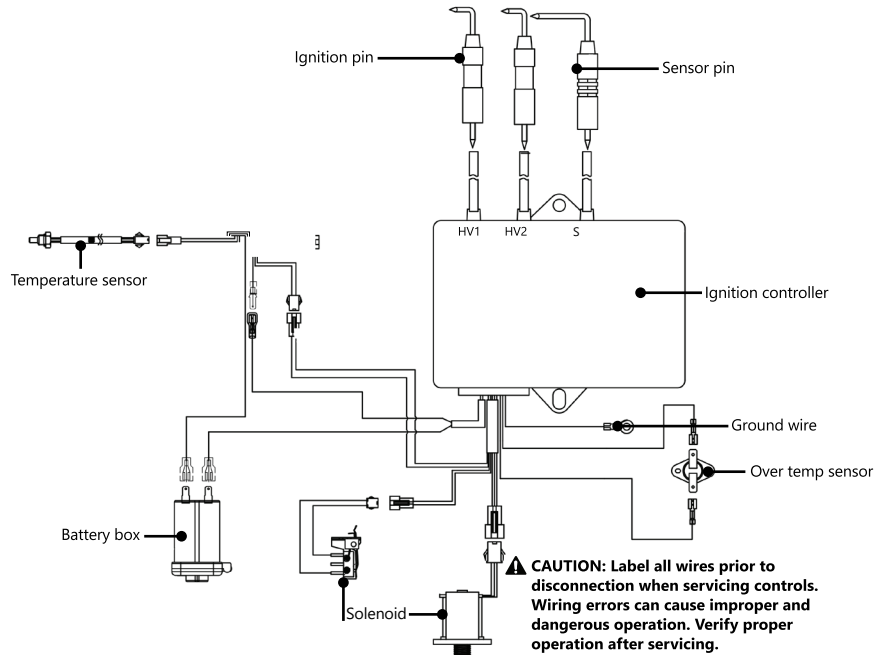 Ignition pin
Sensor pin
HV1
HV2
S
Temperature sensor
Ignition controller
Ground wire
Over temp sensor
Battery box
Solenoid
CAUTION: Label all wires prior to
disconnection when servicing controls.
Wiring errors can cause improper and
dangerous operation. Verify proper
operation after servicing.